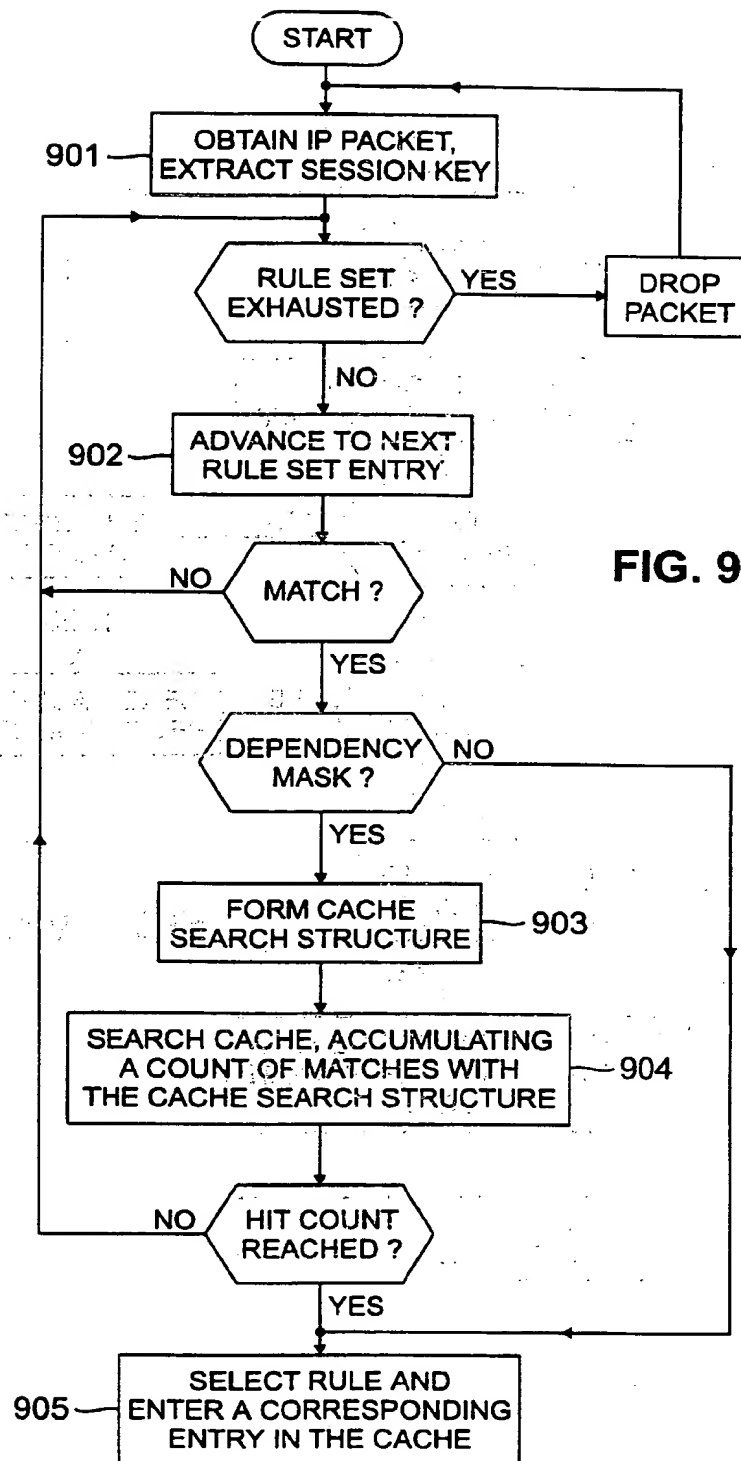 START
901
OBTAIN IP PACKET,
EXTRACT SESSION KEY
RULE SET
EXHAUSTED ?
YES
DROP
PACKET
NO
902
ADVANCE TO NEXT
RULE SET ENTRY
FIG. 9
NO
MATCH ?
YES
DEPENDENCY
MASK ?
NO
YES
FORM CACHE
SEARCH STRUCTURE
903
SEARCH CACHE, ACCUMULATING
A COUNT OF MATCHES WITH
THE CACHE SEARCH STRUCTURE
904
NO
HIT COUNT
REACHED ?
YES
905
SELECT RULE AND
ENTER A CORRESPONDING
ENTRY IN THE CACHE